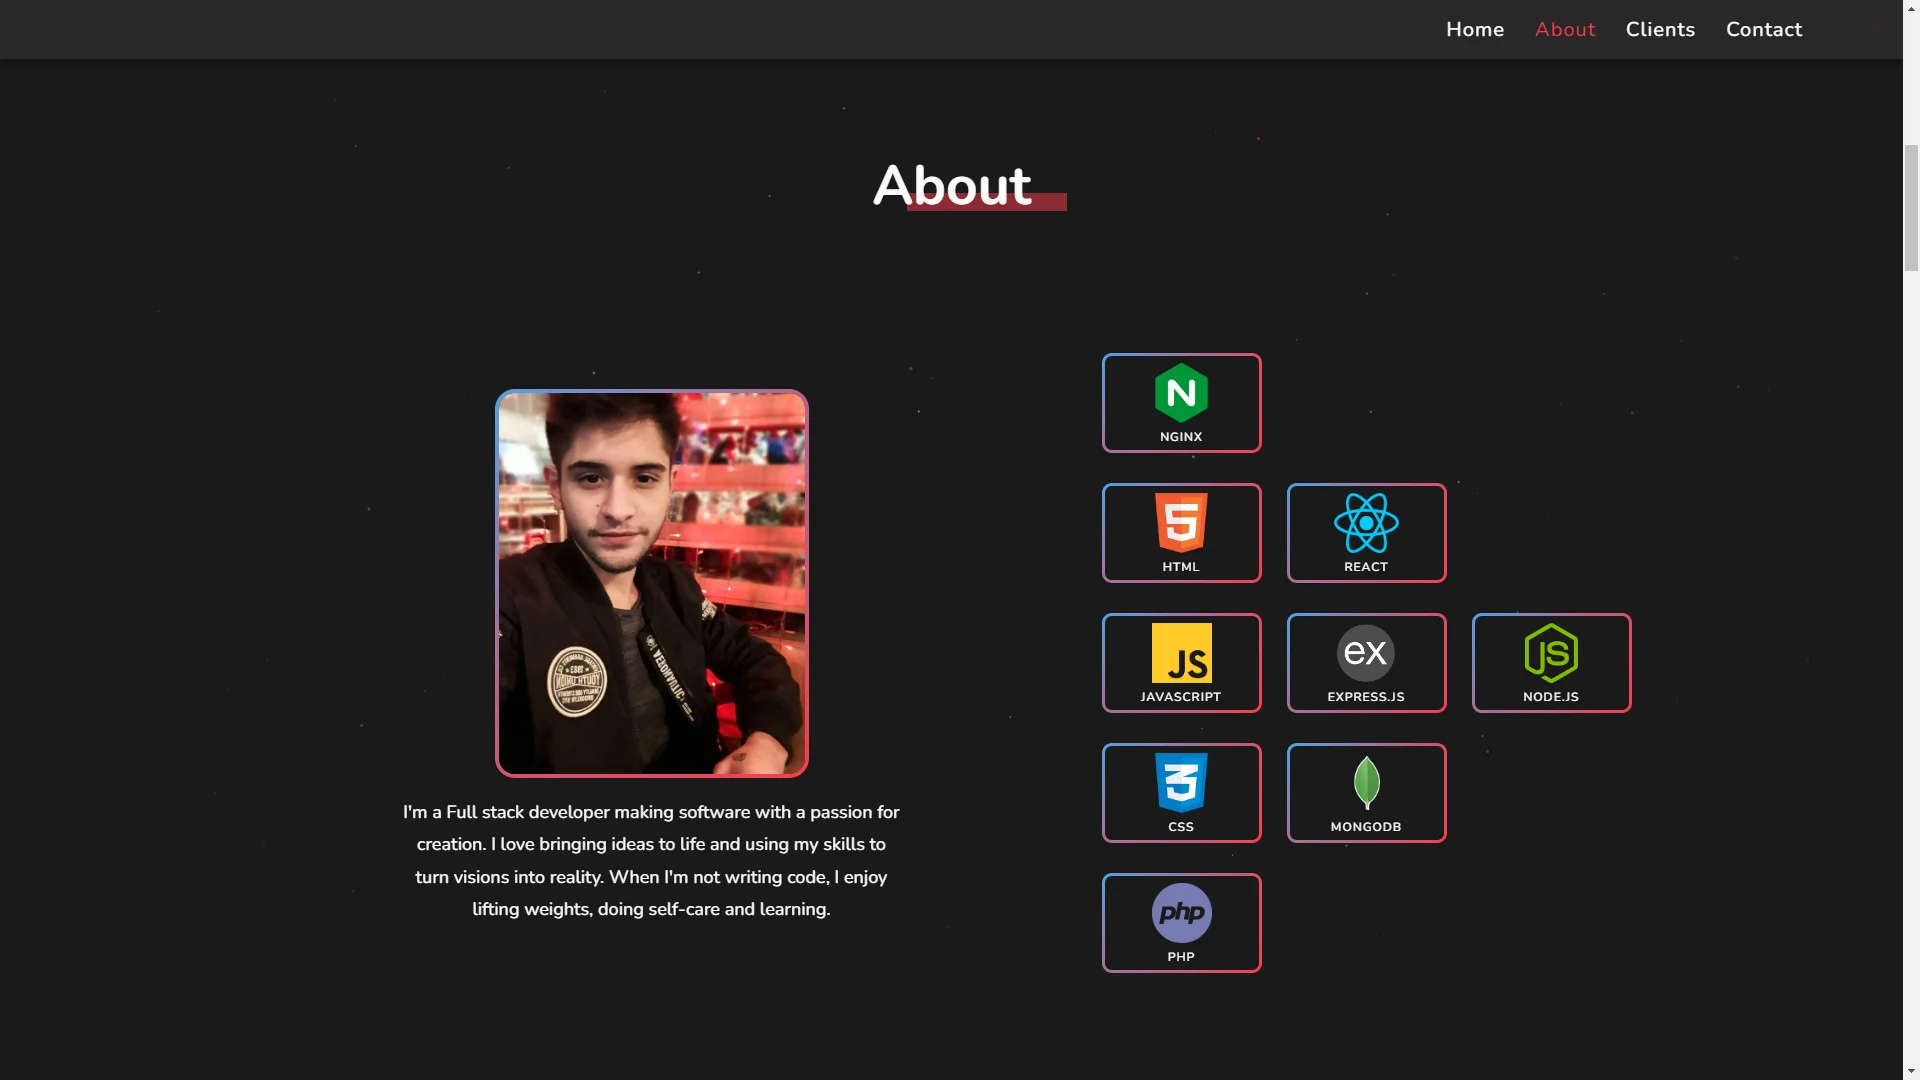 Home About Clients Contact
About
I'm a Full stack developer making software with a passion for
creation. I love bringing ideas to life and using my skills to
turn visions into reality. When I'm not writing code, I enjoy
lifting weights, doing self-care and learning.
N
NGINX
5
HTML
REACT
JS
JAVASCRIPT
ex
EXPRESS.JS
JS
NODE.JS
3
CSS
MONGODB
php
PHP